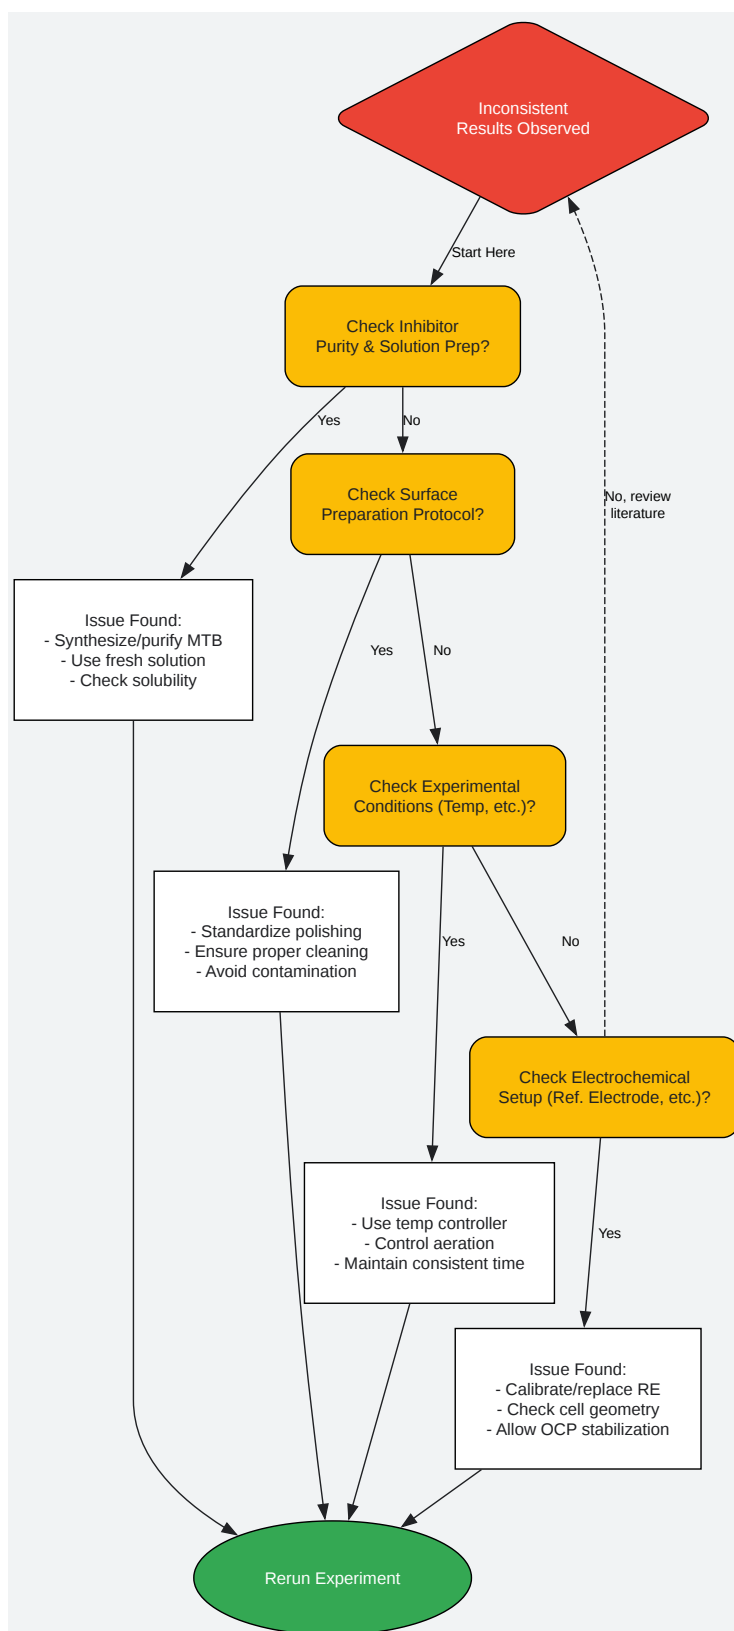 Inconsistent
Results Observed
Start Here
Check Inhibitor
Purity & Solution Prep?
Yes
No
Check Surface
Preparation Protocol?
No, review
literature
Issue Found:
- Synthesize/purify MTB
- Use fresh solution
- Check solubility
Yes
No
Check Experimental
Conditions (Temp, etc.)?
Issue Found:
- Standardize polishing
- Ensure proper cleaning
- Avoid contamination
Yes
No
Check Electrochemical
Setup (Ref. Electrode, etc.)?
Issue Found:
- Use temp controller
- Control aeration
- Maintain consistent time
Yes
Issue Found:
- Calibrate/replace RE
- Check cell geometry
- Allow OCP stabilization
Rerun Experiment